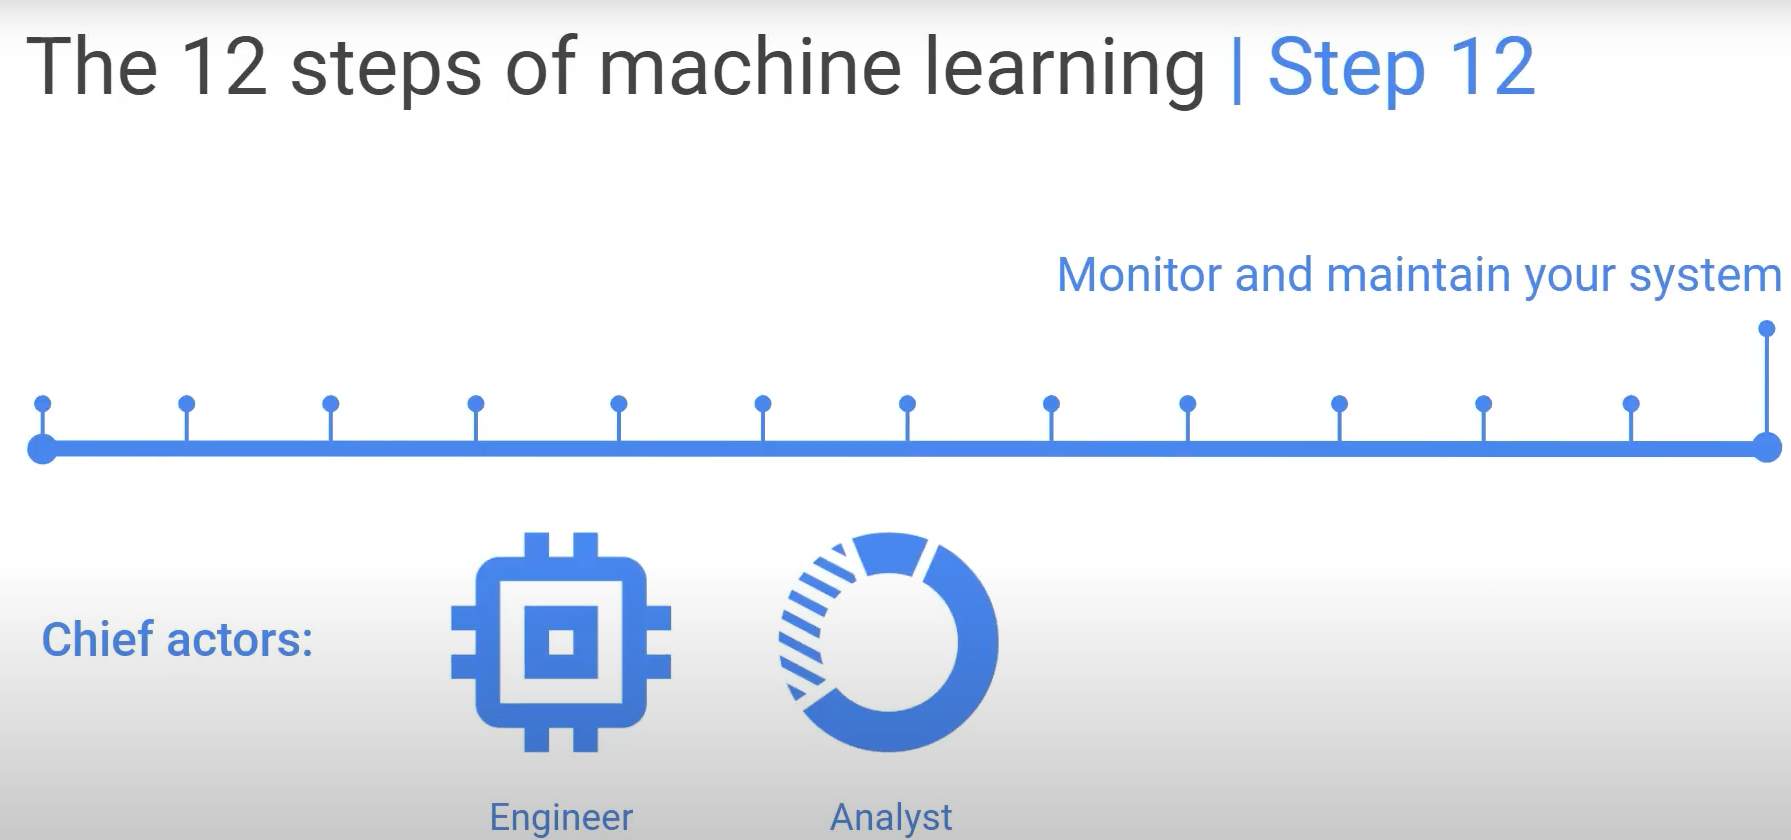 The 12 steps of machine learning | Step 12
Monitor and maintain your system
Chief actors:
Engineer
Analyst